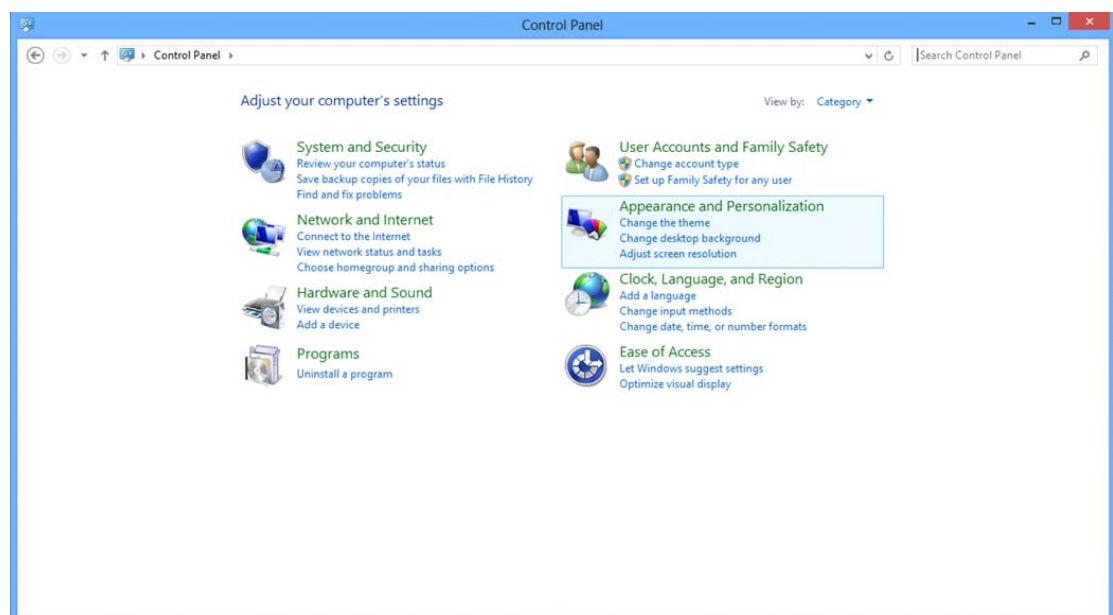 Control Panel
Control Panel
Search Control Panel
Adjust your computer's settings
View by: Category
System and Security
Review your computer's status
Save backup copies of your files with File History
Find and fix problems
Network and Internet
Connect to the Internet
View network status and tasks
Choose homegroup and sharing options
Hardware and Sound
View devices and printers
Add a device
Programs
Uninstall a program
User Accounts and Family Safety
Change account type
Set up Family Safety for any user
Appearance and Personalization
Change the theme
Change desktop background
Adjust screen resolution
Clock, Language, and Region
Add a language
Change input methods
Change date, time, or number formats
Ease of Access
Let Windows suggest settings
Optimize visual display